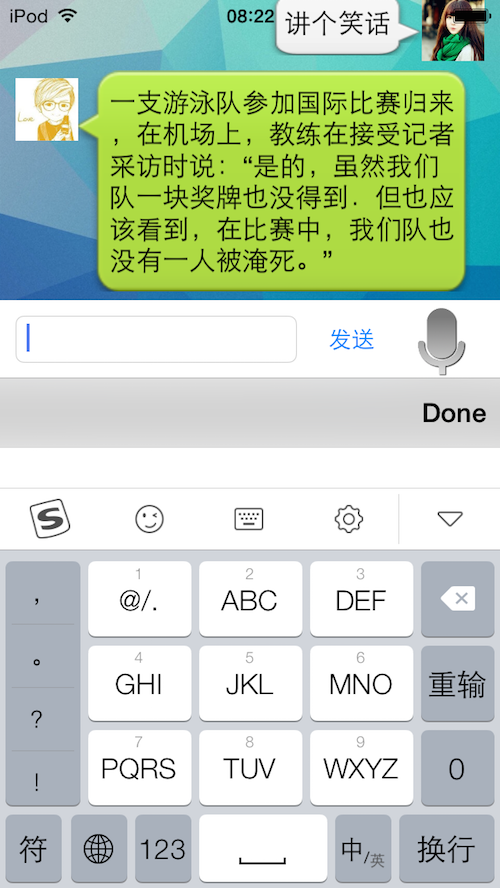 iPod 08:22
讲个笑话
Love
一支游泳队参加国际比赛归来
，在机场上，教练在接受记者
采访时说：“是的，虽然我们
队一块奖牌也没得到．但也应
该看到，在比赛中，我们队也
没有一人被淹死。”
发送
Done
S
， 1 @/. 2 ABC 3 DEF
。 4 GHI 5 JKL 6 MNO 重输
? 7 PQRS 8 TUV 9 WXYZ 0
!
符 123 中/英 换行